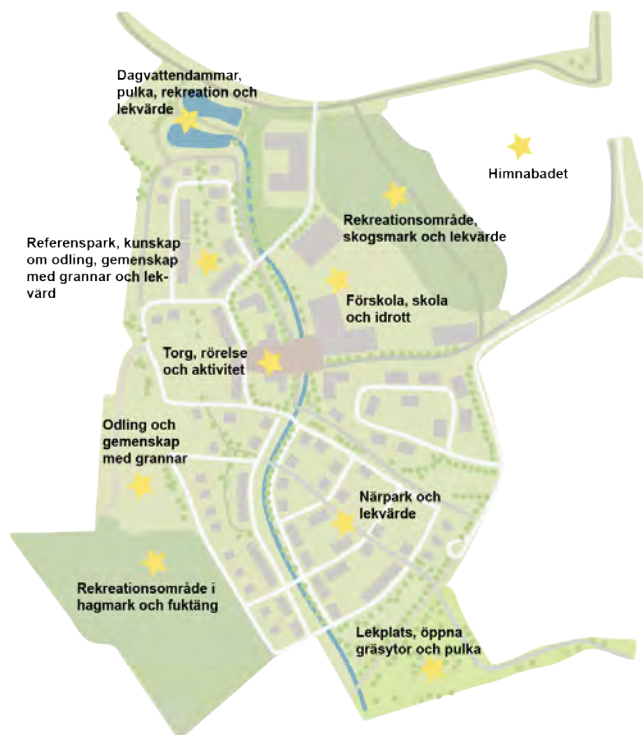 Dagvattendammar,
pulka, rekreation och
lekvärde
Himnabadet
Rekreationsområde,
skogsmark och lekvärde
Referenspark, kunskap
om odling, gemenskap
med grannar och lek-
värd
Förskola, skola
och idrott
Torg, rörelse
och aktivitet
Odling och
gemenskap
med grannar
Närpark och
lekvärde
Rekreationsområde i
hagmark och fuktäng
Lekplats, öppna
gräsytor och pulka